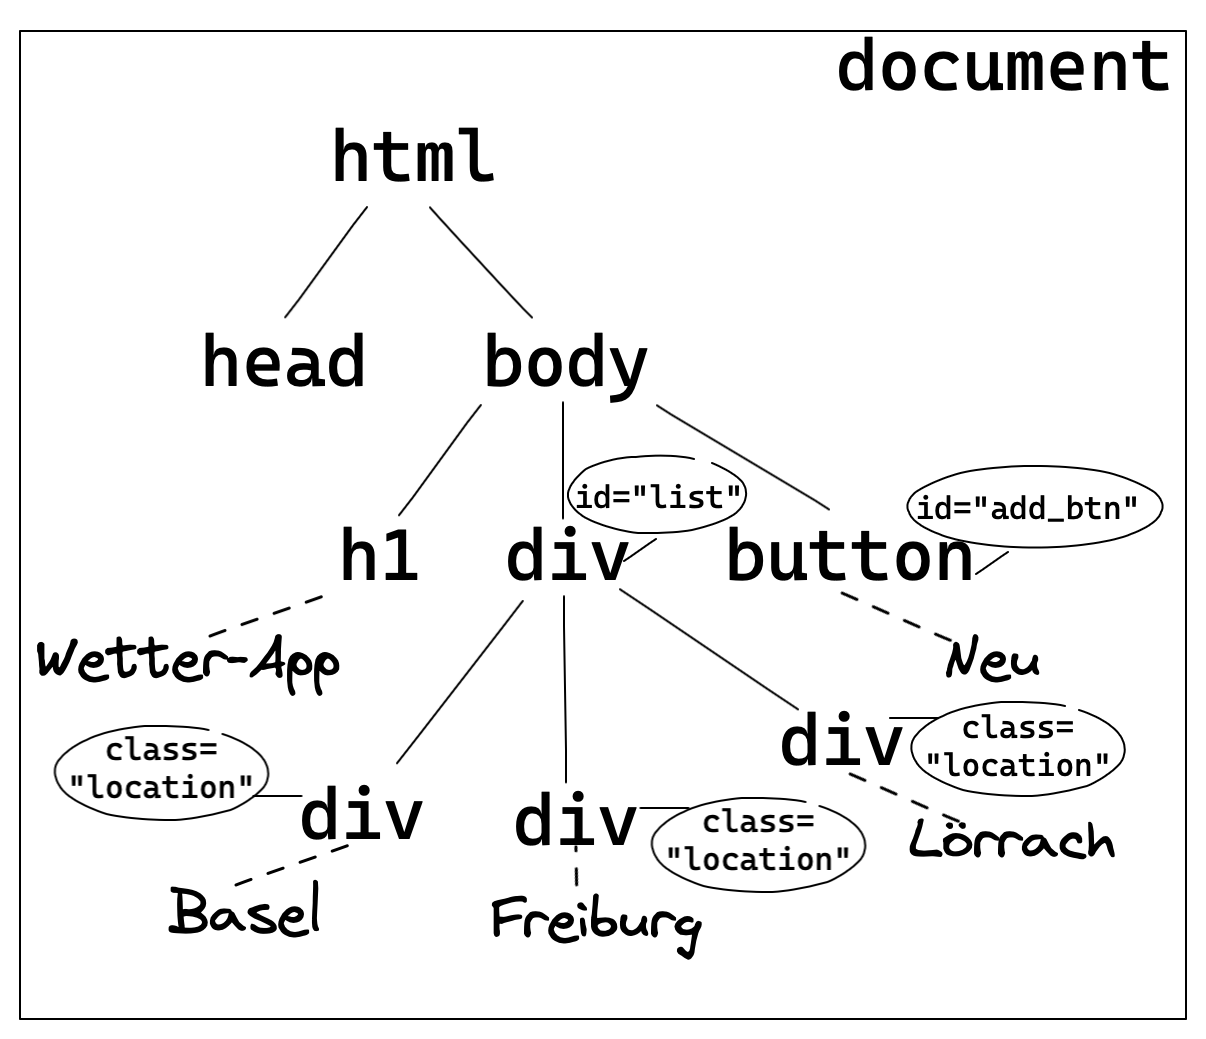 document
html
head
body
id="list"
id="add_btn"
h1
div
button
Wetter-App
Neu
class=
"location"
div
class=
"location"
div
Basel
div
class=
"location"
Freiburg
Lörrach